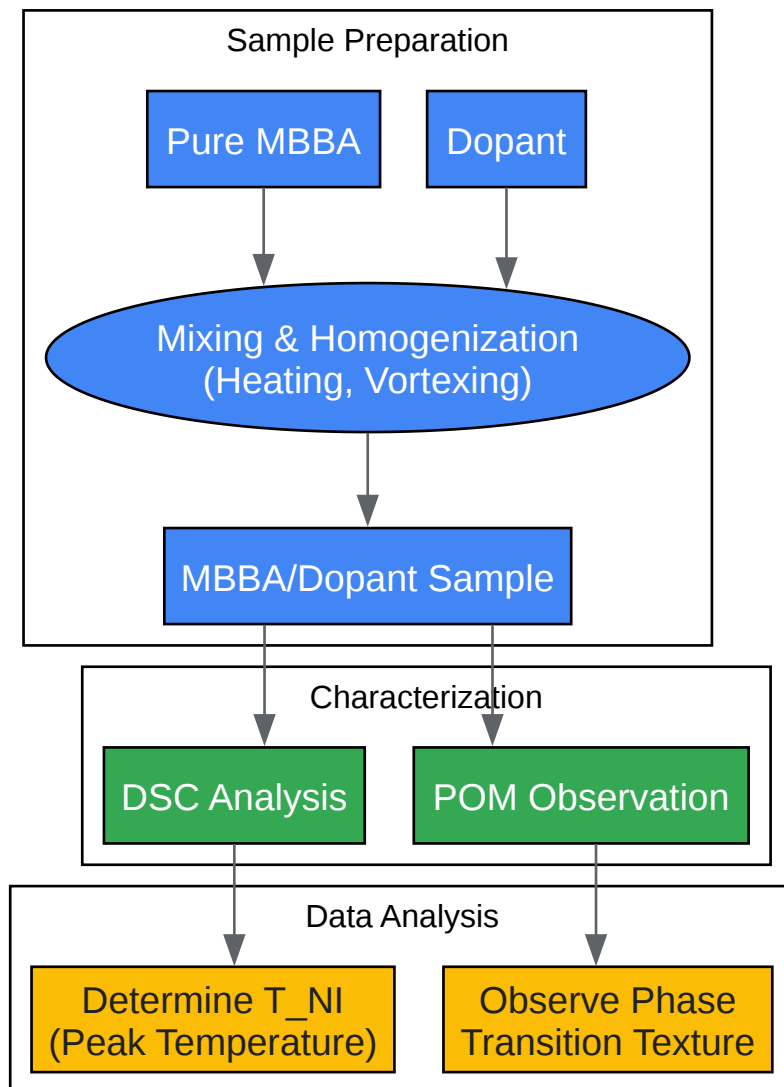 Sample Preparation
Pure MBBA
Dopant
Mixing & Homogenization
(Heating, Vortexing)
MBBA/Dopant Sample
Characterization
DSC Analysis
POM Observation
Data Analysis
Determine T_NI
(Peak Temperature)
Observe Phase
Transition Texture